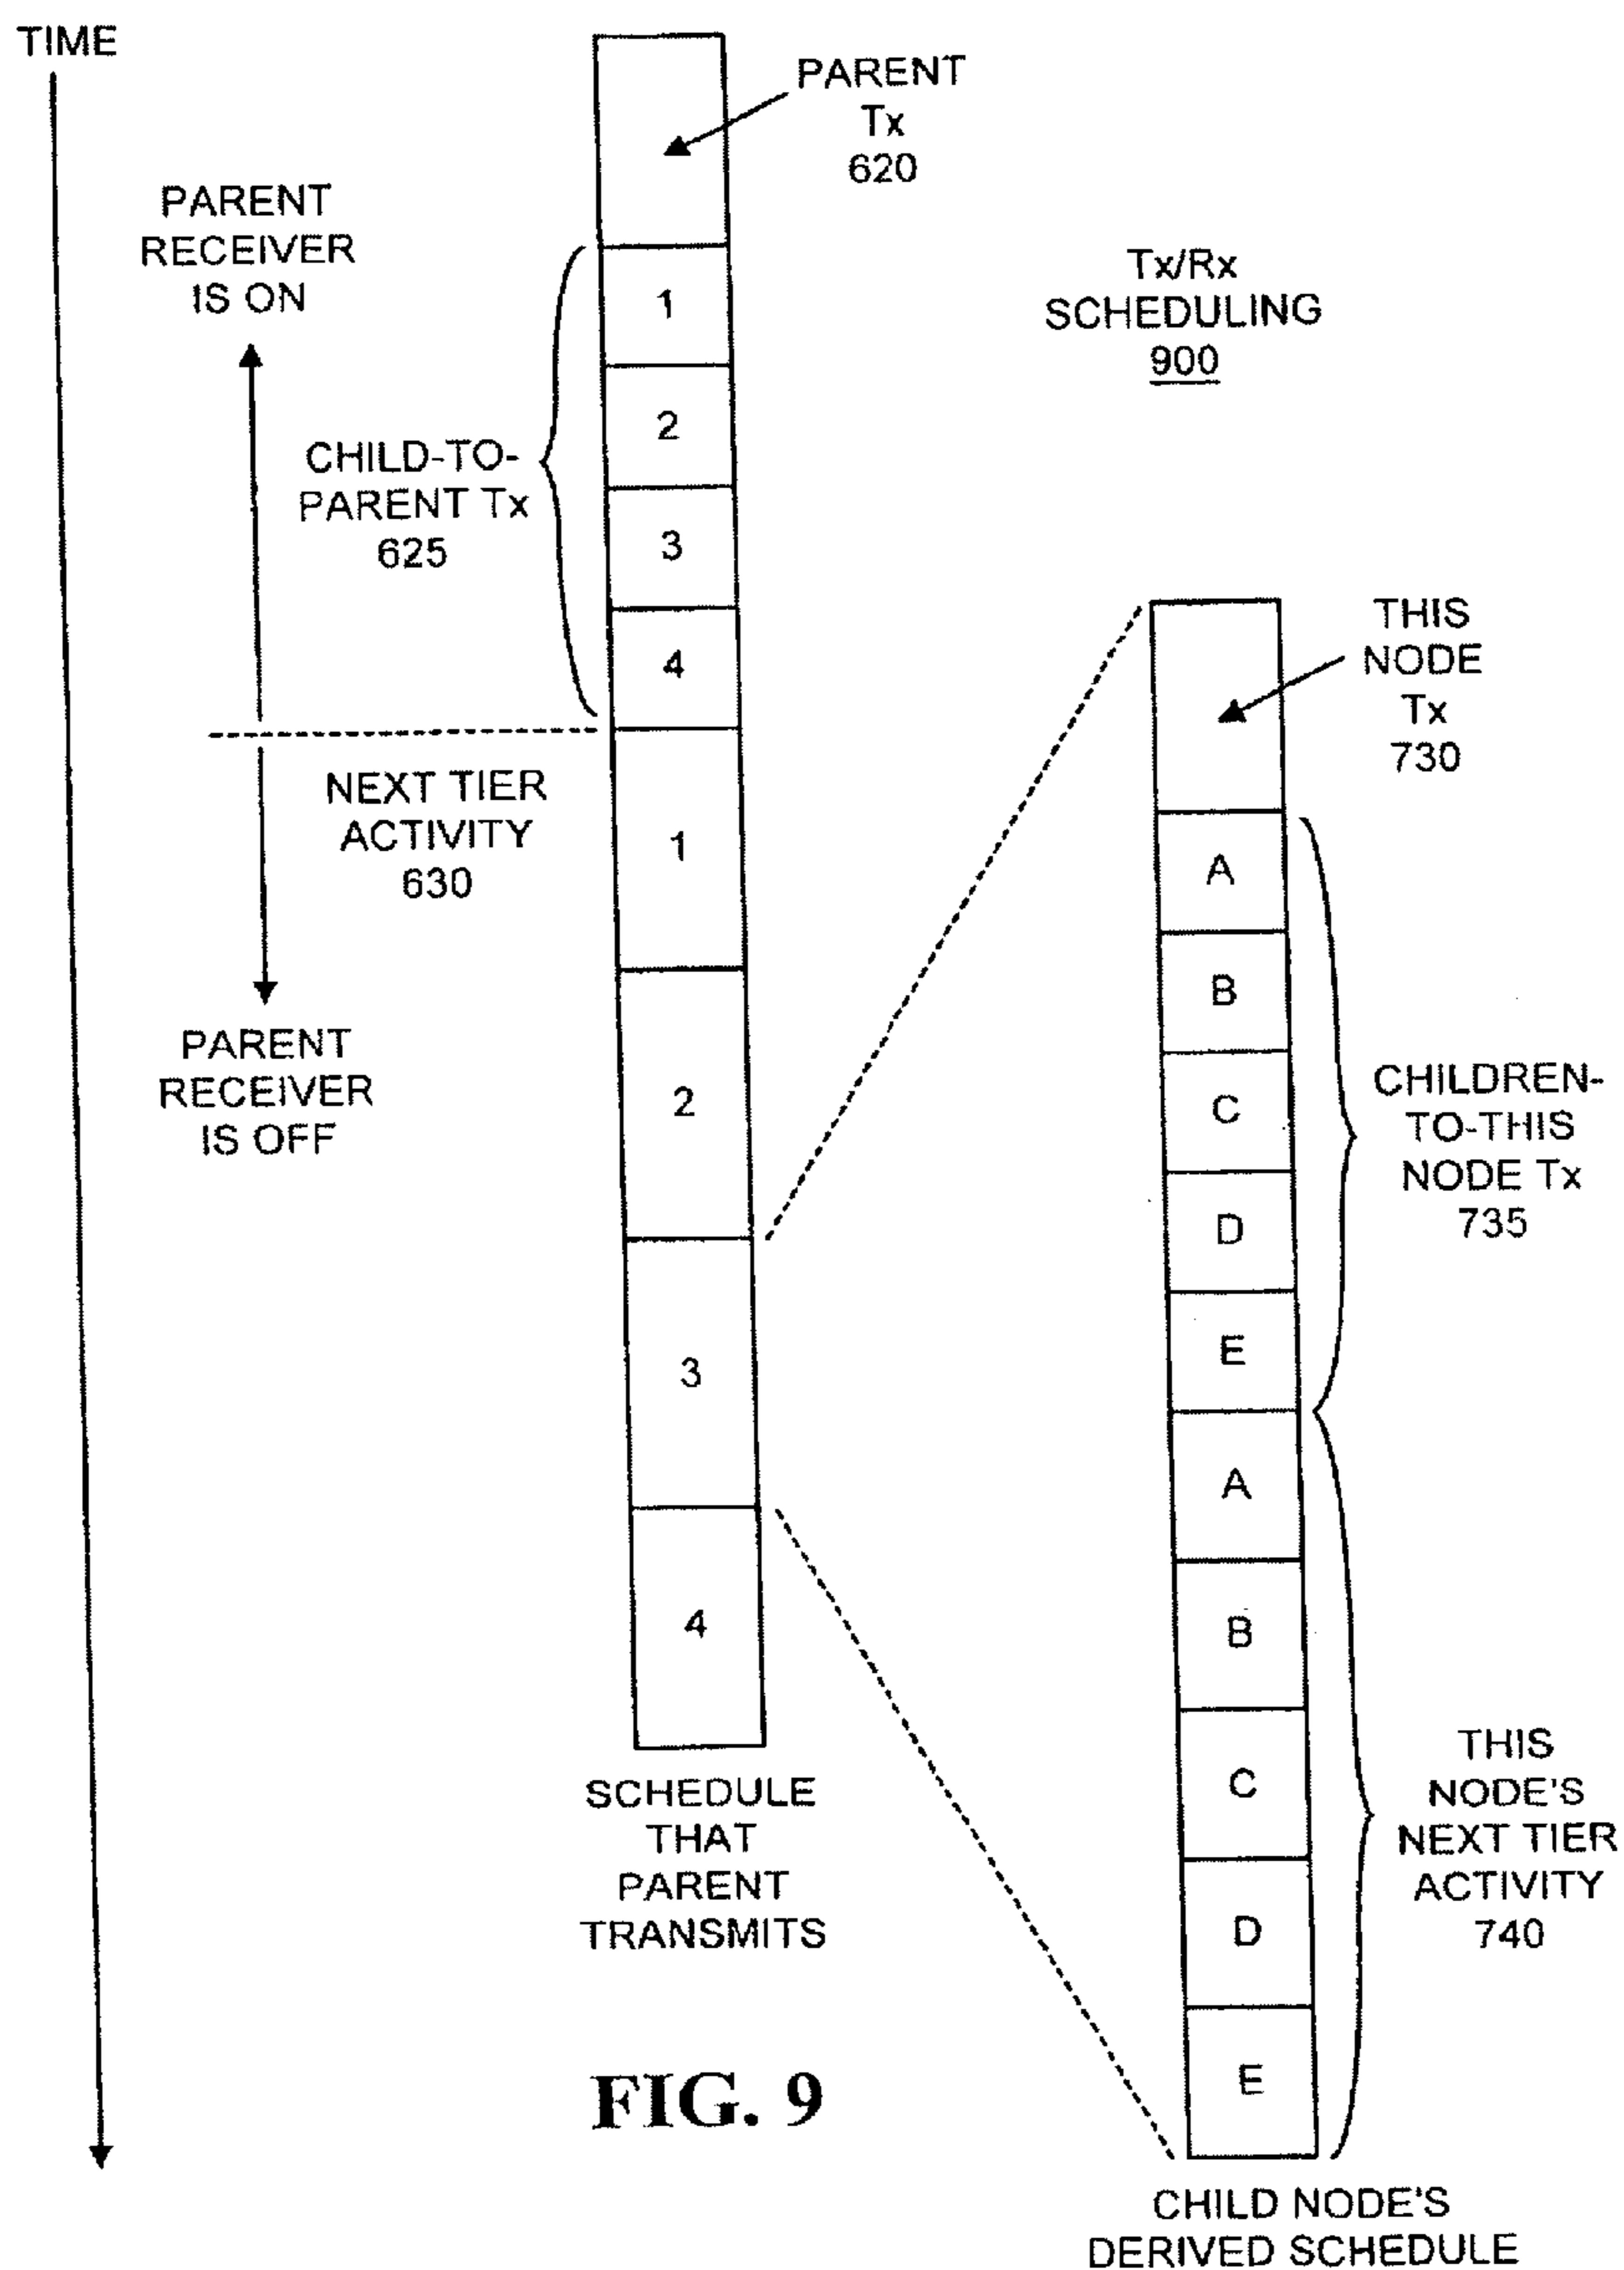 TIME
PARENT
Tx
620
PARENT
RECEIVER
IS ON
Tx/Rx
SCHEDULING
900
1
2
3
4
CHILD-TO-
PARENT Tx
625
NEXT TIER
ACTIVITY
630
PARENT
RECEIVER
IS OFF
1
2
3
4
SCHEDULE
THAT
PARENT
TRANSMITS
THIS
NODE
Tx
730
A
B
C
D
E
CHILDREN-
TO-THIS
NODE Tx
735
A
B
C
D
E
THIS
NODE'S
NEXT TIER
ACTIVITY
740
CHILD NODE'S
DERIVED SCHEDULE
FIG. 9